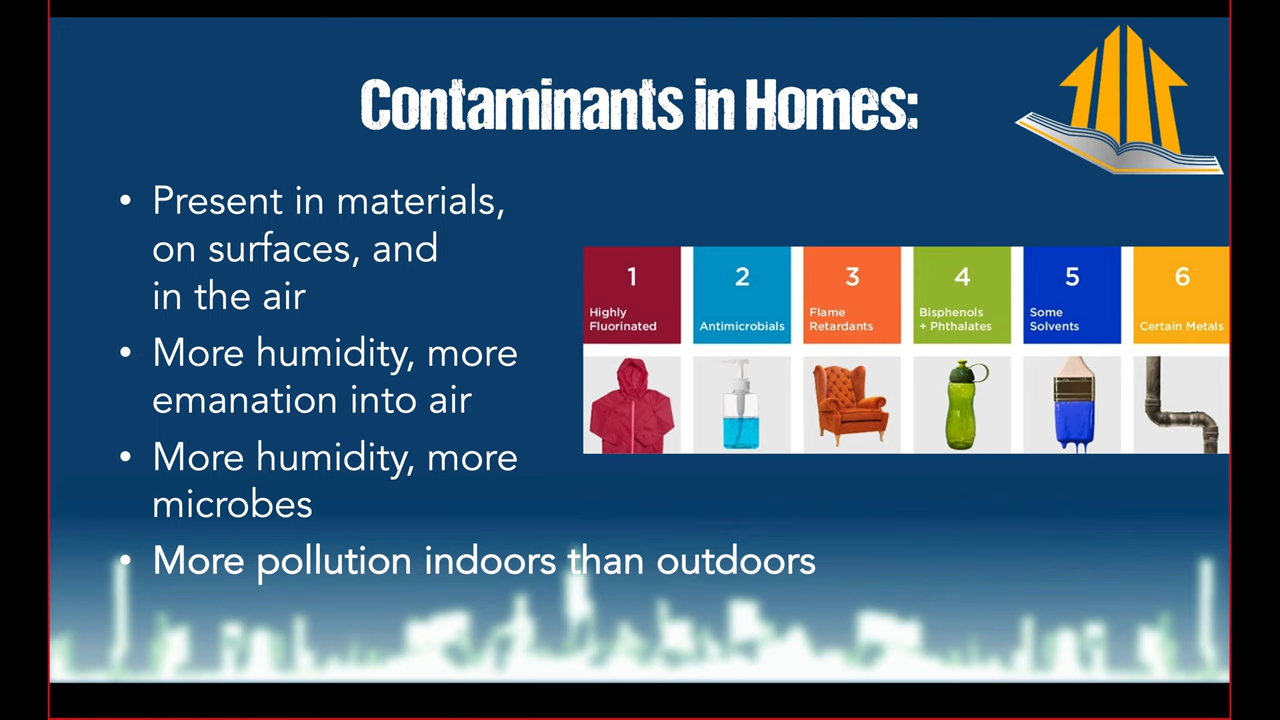 Contaminants in Homes:
• Present in materials,
on surfaces, and
in the air
• More humidity, more
emanation into air
• More humidity, more
microbes
• More pollution indoors than outdoors
1
Highly
Fluorinated
2
Antimicrobials
3
Flame
Retardants
4
Bisphenols
+ Phthalates
5
Some
Solvents
6
Certain Metals